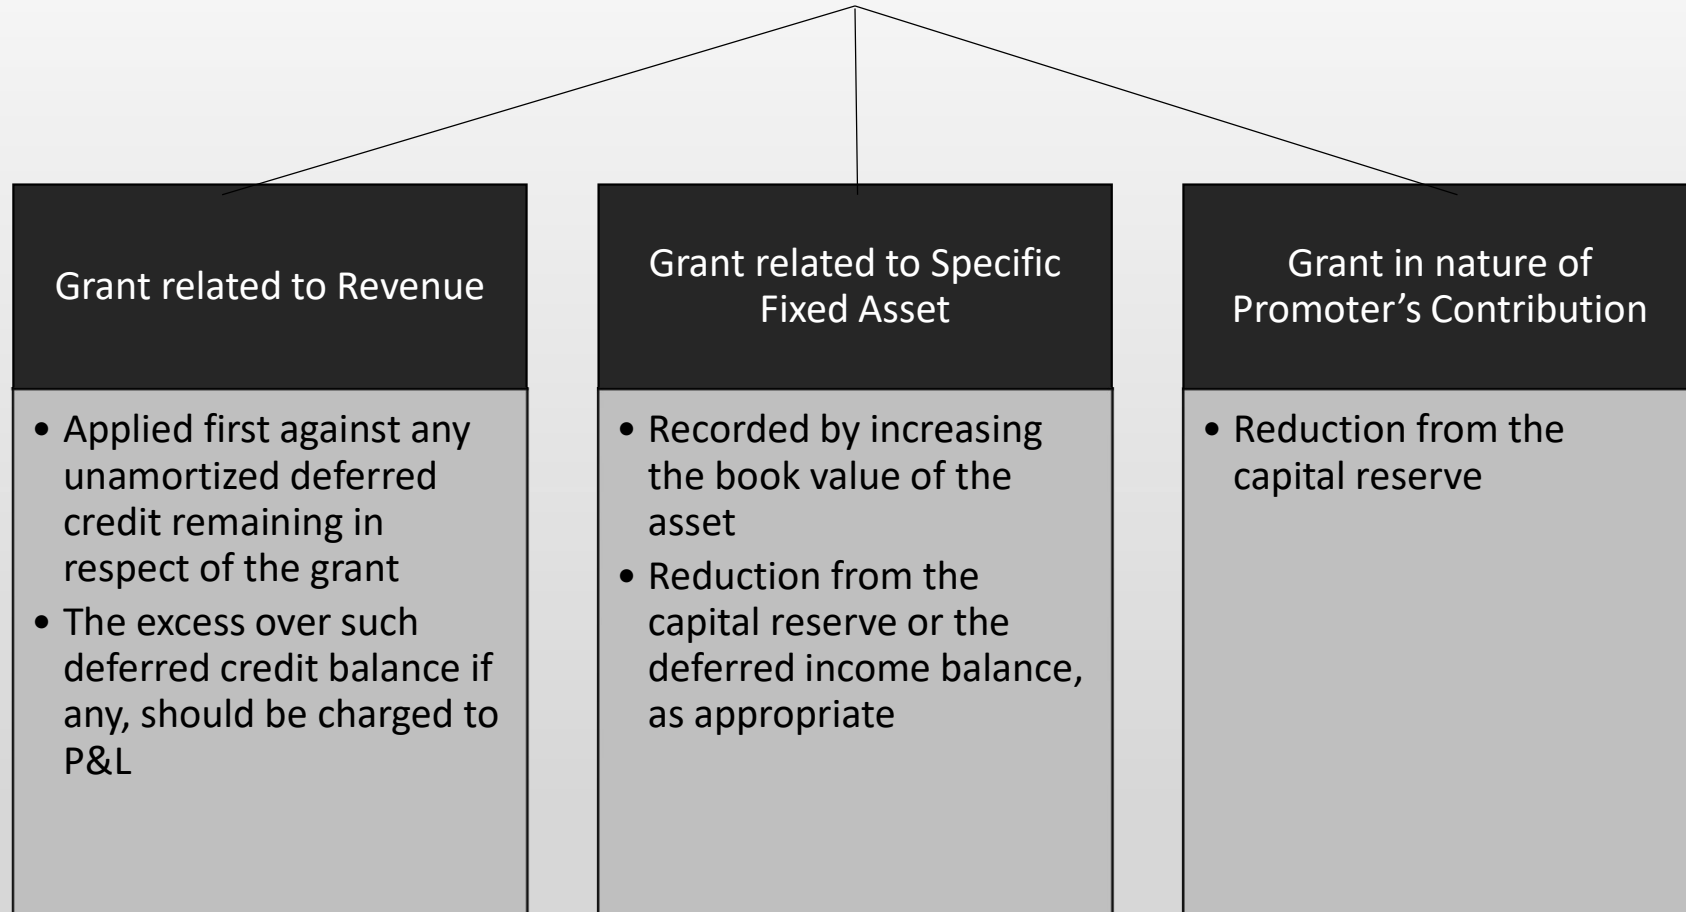 Grant related to Revenue
• Applied first against any
unamortized deferred
credit remaining in
respect of the grant
• The excess over such
deferred credit balance if
any, should be charged to
P&L
Grant related to Specific
Fixed Asset
• Recorded by increasing
the book value of the
asset
• Reduction from the
capital reserve or the
deferred income balance,
as appropriate
Grant in nature of
Promoter’s Contribution
• Reduction from the
capital reserve